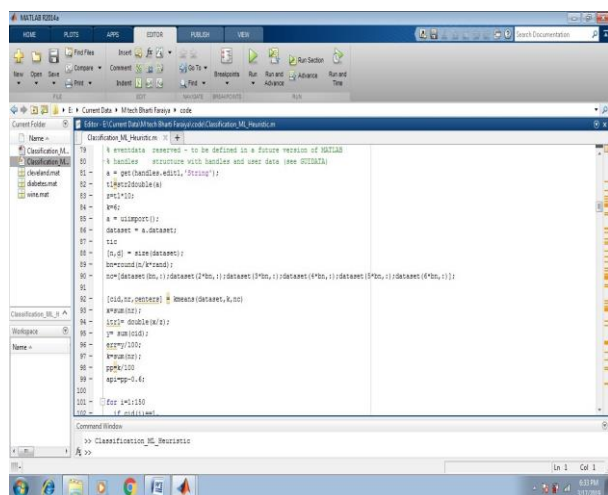 MATLAB R2014a
HOME PLOTS APPS EDITOR PUBLISH VIEW
Search Documentation
New Open Save
Find Files
Compare
Print
Insert
Comment
Indent
Go To
Find
Breakpoints
Run
Run and Advance
Run Section
Advance
Run and Time
FILE EDIT NAVIGATE BREAKPOINTS RUN
E: Current Data Mtech Bharti Faraiya code
Current Folder
Name
Classification_M...
Classification_M...
cleveland.mat
diabetes.mat
wine.mat
Workspace
Name
Editor - E:\Current Data\Mtech Bharti Faraiya\code\Classification_ML_Heuristic.m
Classification_ML_Heuristic.m
79 % eventdata reserved - to be defined in a future version of MATLAB
80 % handles structure with handles and user data (see GUIDATA)
81 - a = get(handles.edit1,'String');
82 - t1=str2double(a)
83 - z=t1*10;
84 - k=6;
85 - a = uiimport();
86 - dataset = a.dataset;
87 - tic
88 - [n,d] = size(dataset);
89 - bn=round(n/k*rand);
90 - nc=[dataset(bn,:);dataset(2*bn,:);dataset(3*bn,:);dataset(4*bn,:);dataset(5*bn,:);dataset(6*bn,:)];
91
92 - [cid,nr,centers] = kmeans(dataset,k,nc)
93 - x=sum(nr);
94 - itr1= double(x/z);
95 - y= sum(cid);
96 - err=y/100;
97 - k=sum(nr);
98 - pp=k/100
99 - api=pp-0.6;
100
101 - for i=1:150
102 - if cid(i)==1,
Command Window
>> Classification_ML_Heuristic
fx >>
Ln 1 Col 1
6:33 PM